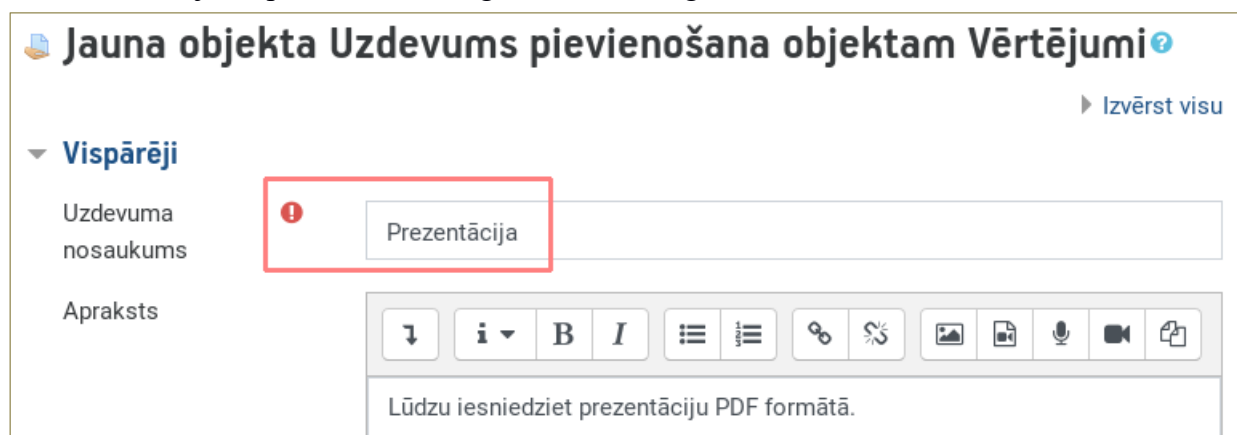 Jauna objekta Uzdevums pievienošana objektam Vērtējumi
Izvērst visu
Vispārēji
Uzdevuma
nosaukums
Prezentācija
Apraksts
i B I
Lūdzu iesniedziet prezentāciju PDF formātā.